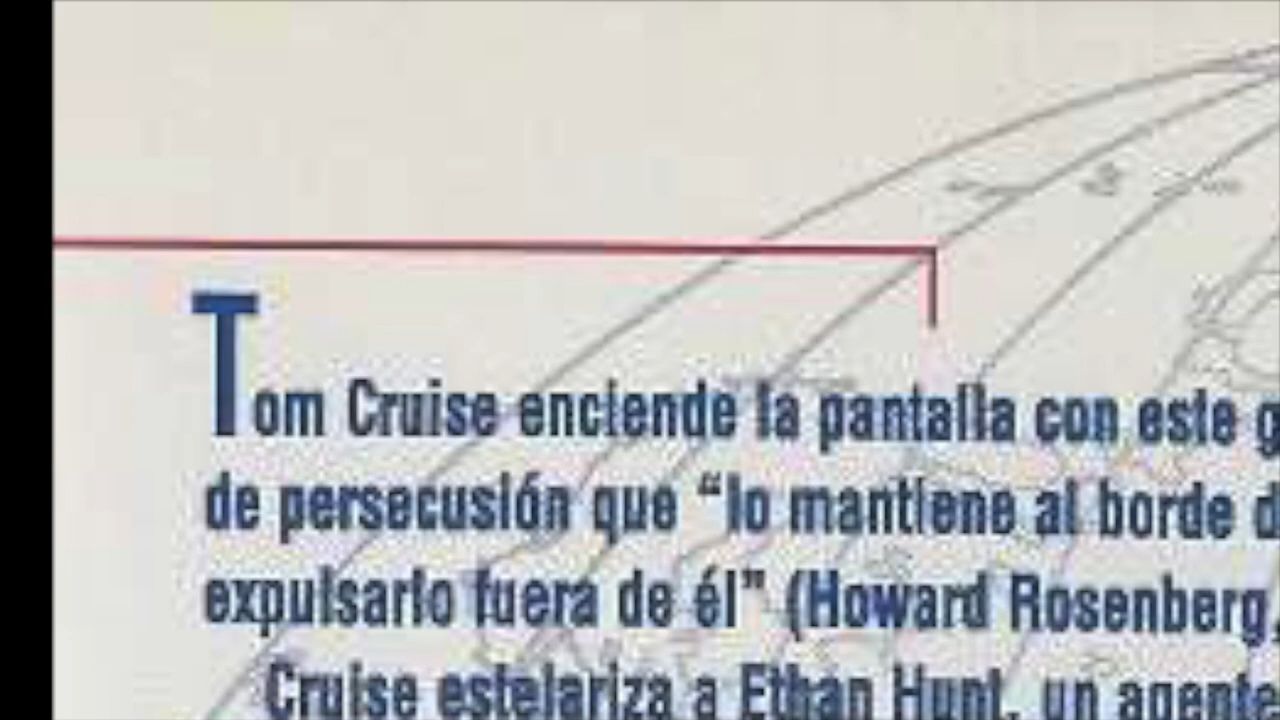 Tom Cruise enciende la pantalla con este
de persecusión que “lo mantiene al borde
expulsarlo fuera de él” (Howard Rosenberg,
Cruise estelariza a Ethan Hunt, un agente